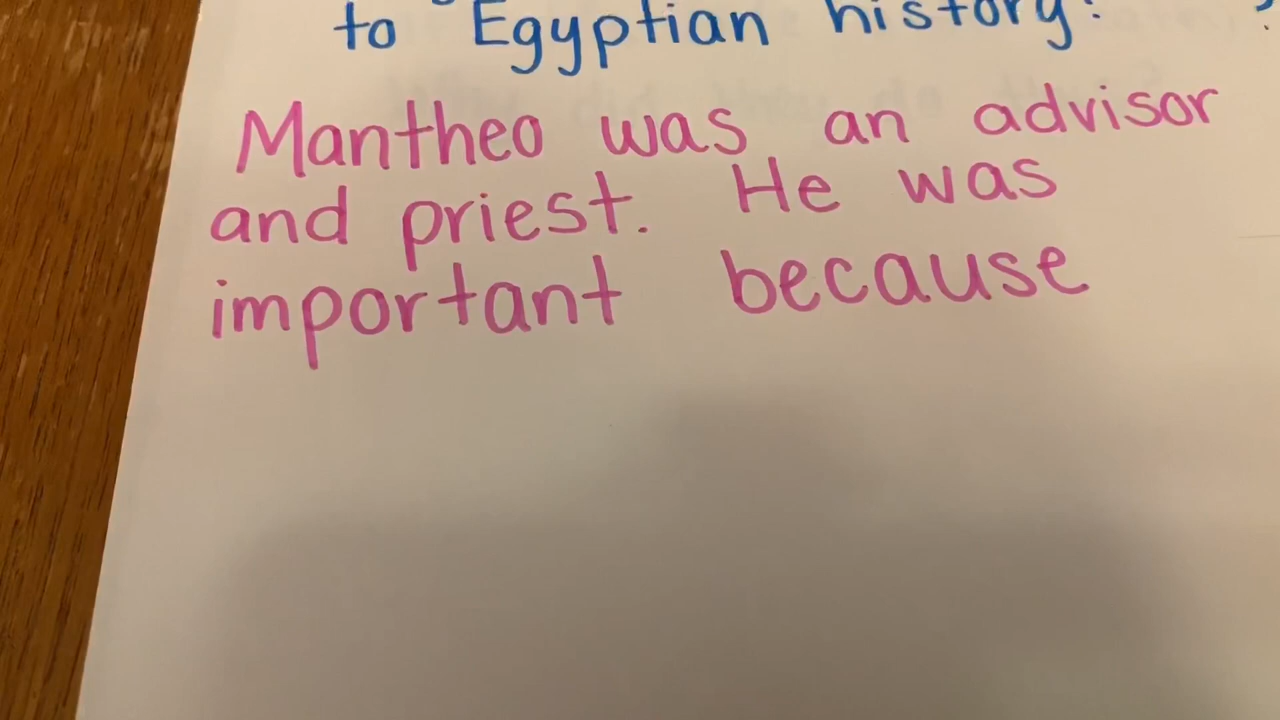 to Egyptian history?
Mantheo was an advisor
and priest. He was
important because